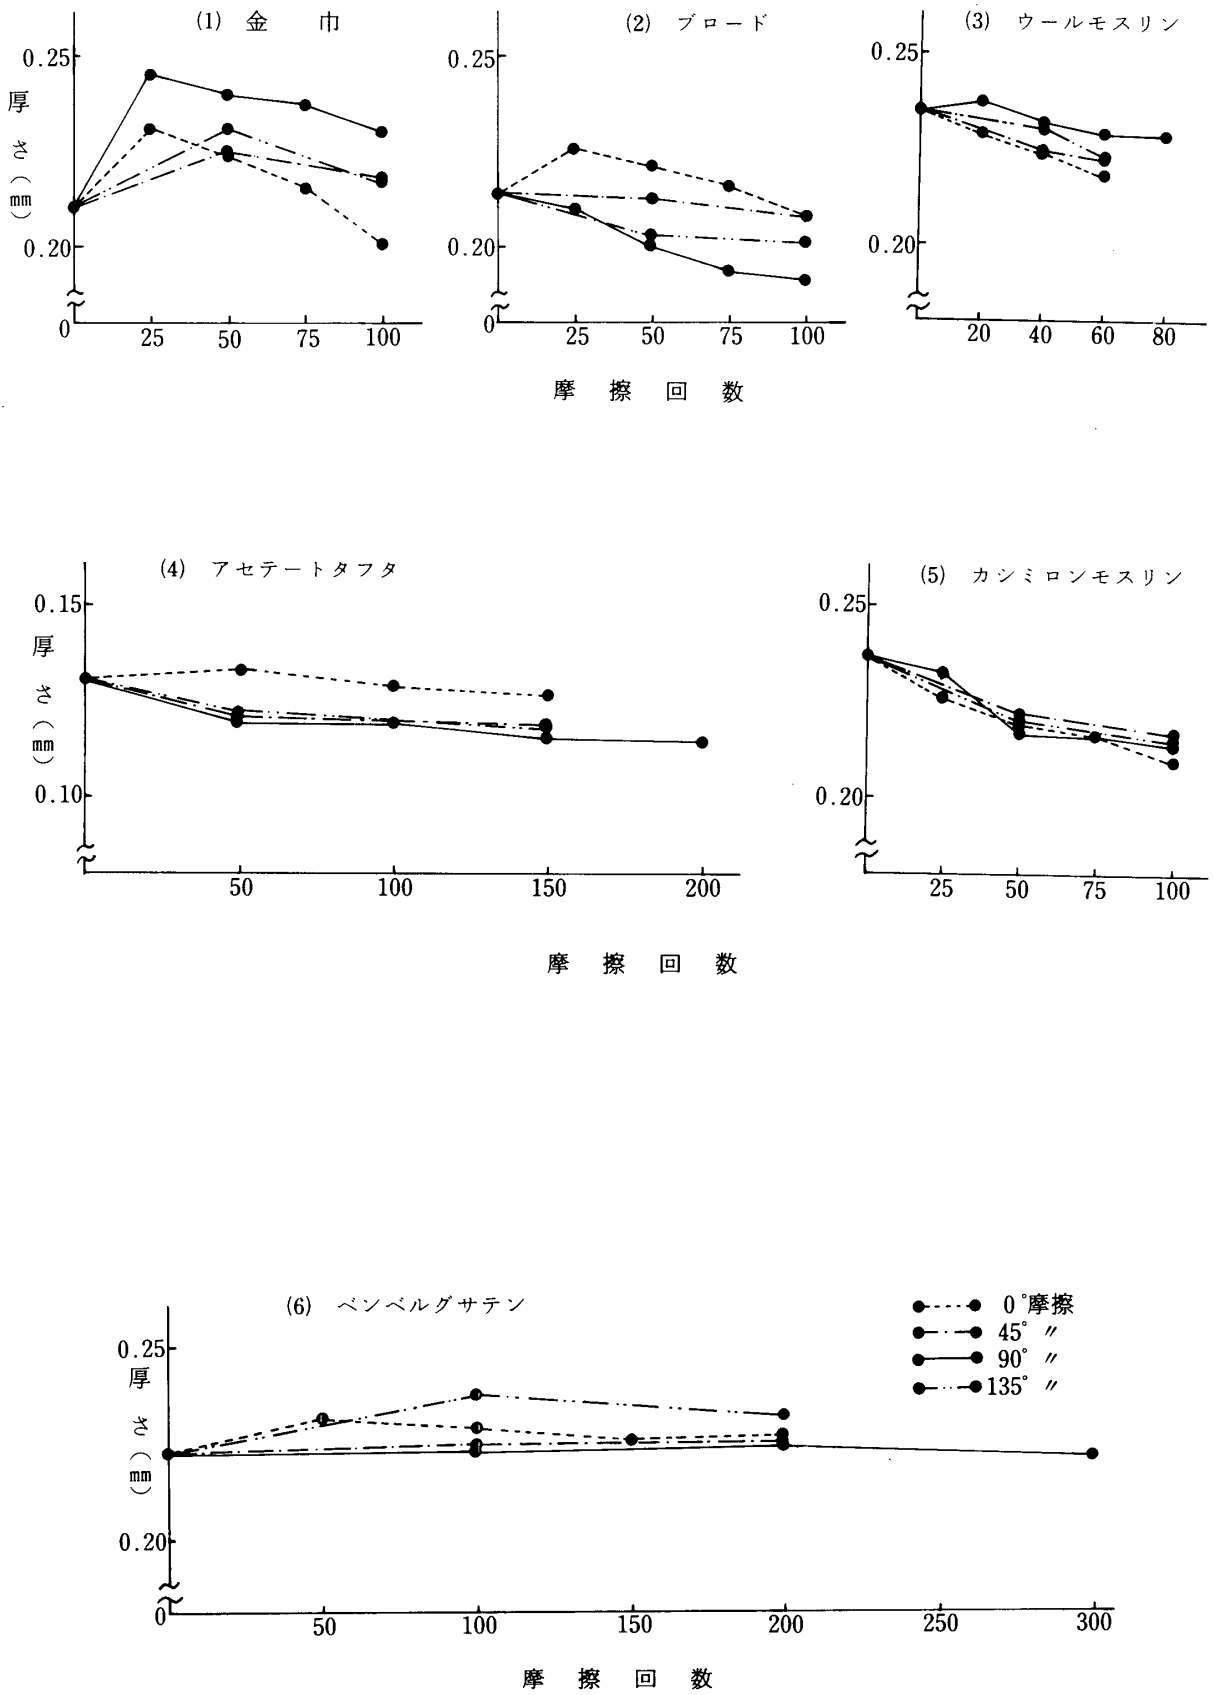 (1) 金巾
0.25
厚さ(mm)
0.20
0
25 50 75 100
(2) ブロード
0.25
0.20
0
25 50 75 100
(3) ウールモスリン
0.25
0.20
20 40 60 80
摩擦回数
(4) アセテートタフタ
0.15
厚さ(mm)
0.10
50 100 150 200
(5) カシミロンモスリン
0.25
0.20
25 50 75 100
摩擦回数
(6) ベンベルグサテン
0.25
厚さ(mm)
0.20
0
50 100 150 200 250 300
0°摩擦
45° 〃
90° 〃
135° 〃
摩擦回数